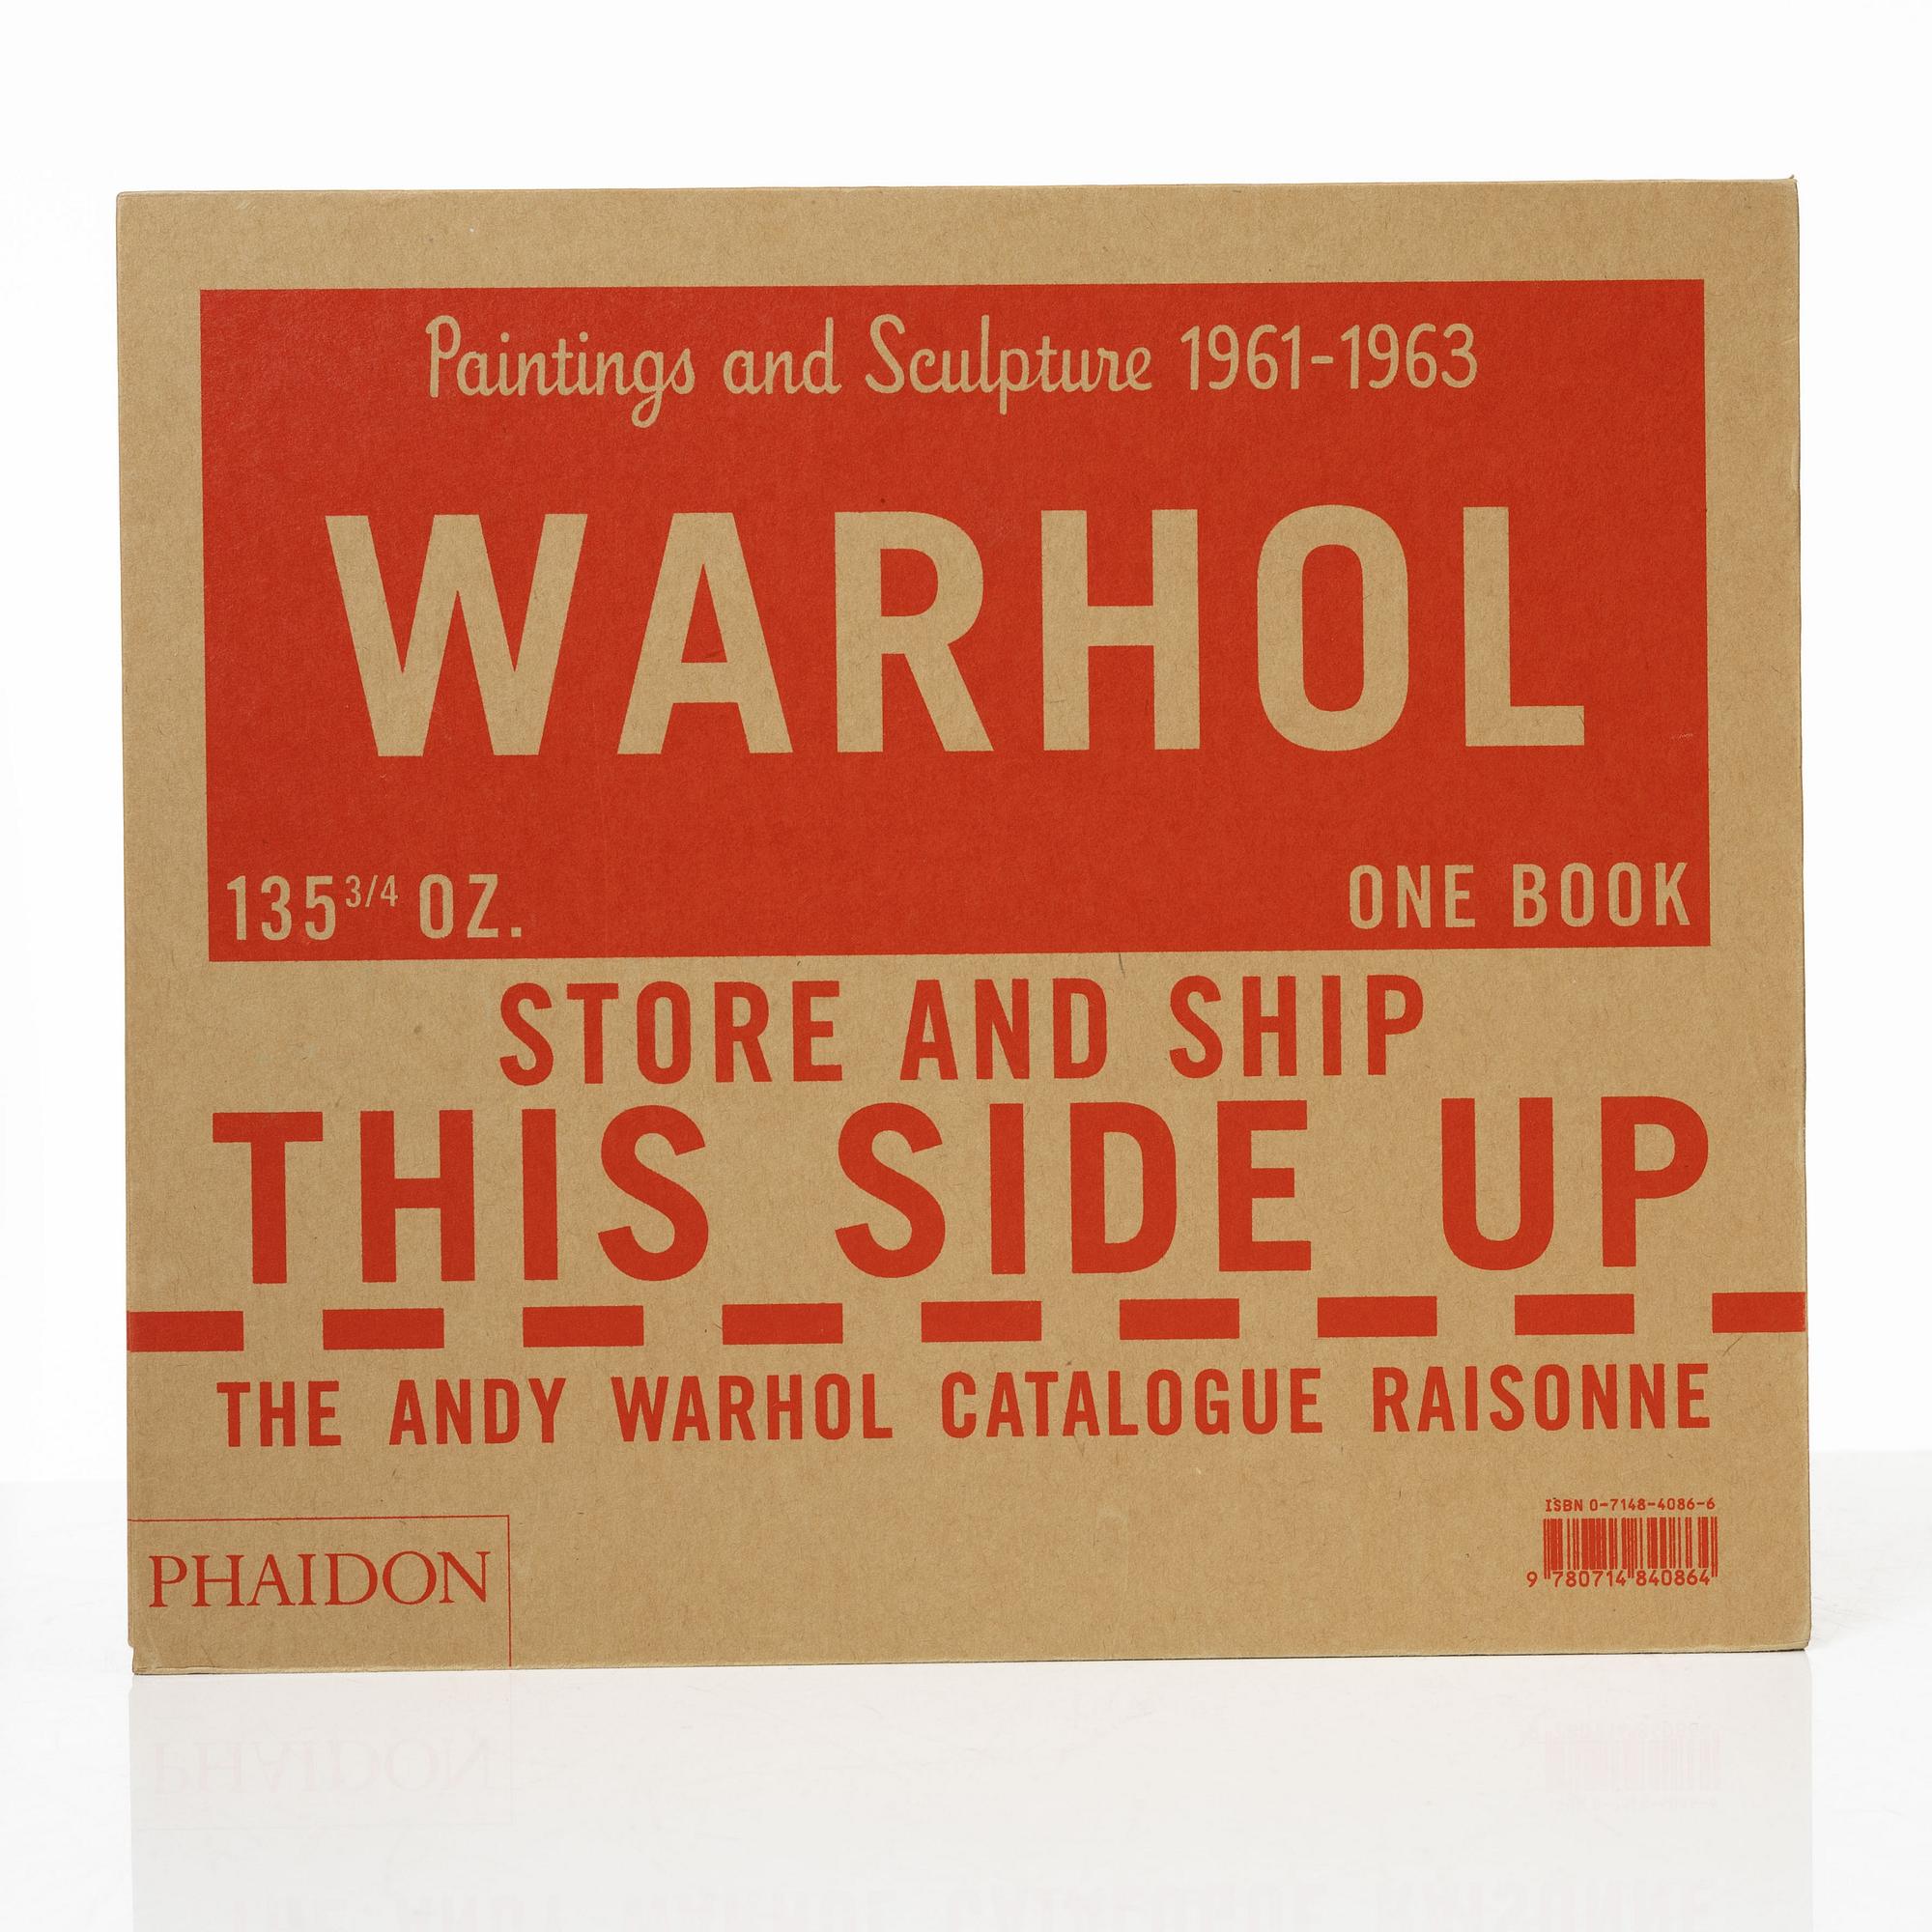 Paintings and Sculpture 1961-1963
WARHOL
135 3/4 OZ.
ONE BOOK
STORE AND SHIP
THIS SIDE UP
THE ANDY WARHOL CATALOGUE RAISONNE
ISBN 0-7148-4086-6
9 780714 840864
PHAIDON